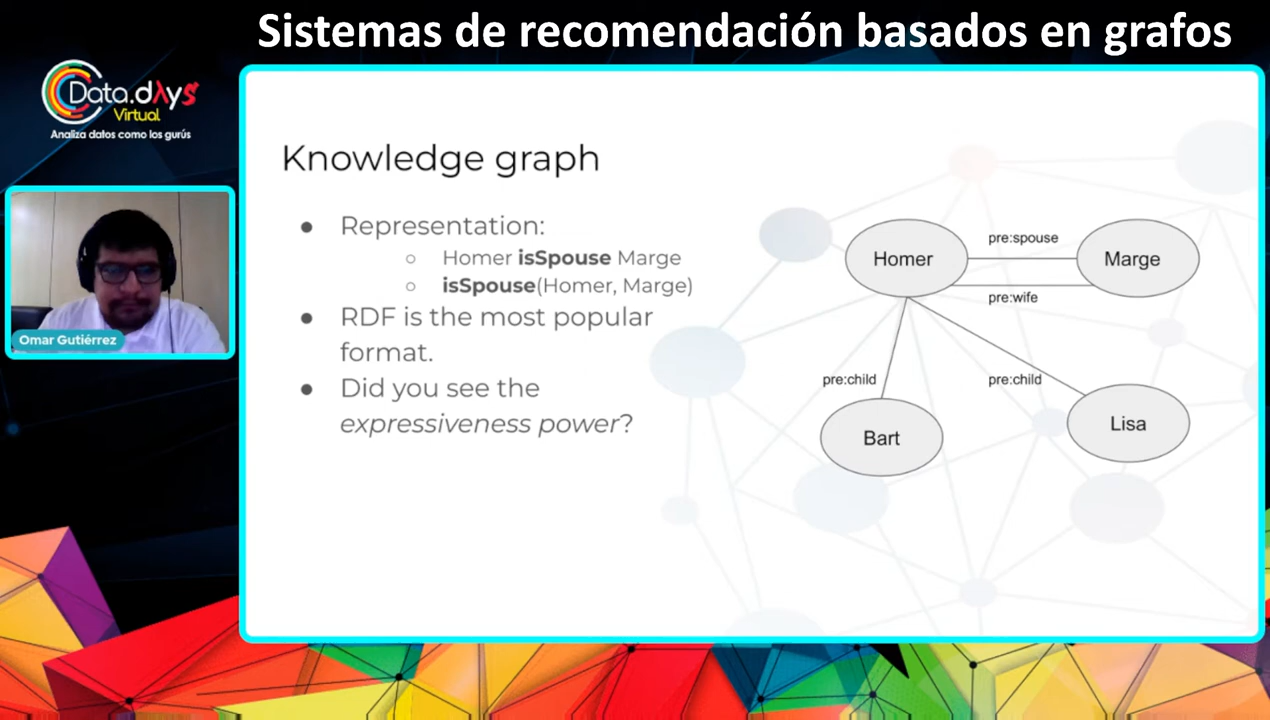 Sistemas de recomendación basados en grafos
Data.dAys
Virtual
Analiza datos como los gurús
Omar Gutiérrez
Knowledge graph
● Representation:
○ Homer isSpouse Marge
○ isSpouse(Homer, Marge)
● RDF is the most popular
format.
● Did you see the
expressiveness power?
Homer
pre:spouse
Marge
pre:wife
pre:child
pre:child
Bart
Lisa